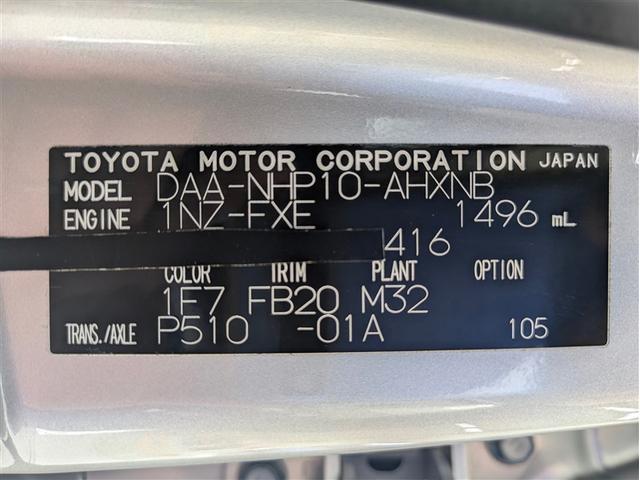 TOYOTA MOTOR CORPORATION JAPAN
MODEL DAA-NHP10-AHXNB
ENGINE 1NZ-FXE 1496 mL
416
COLOR TRIM PLANT OPTION
1F7 FB20 M32
TRANS./AXLE P510 -01A 105